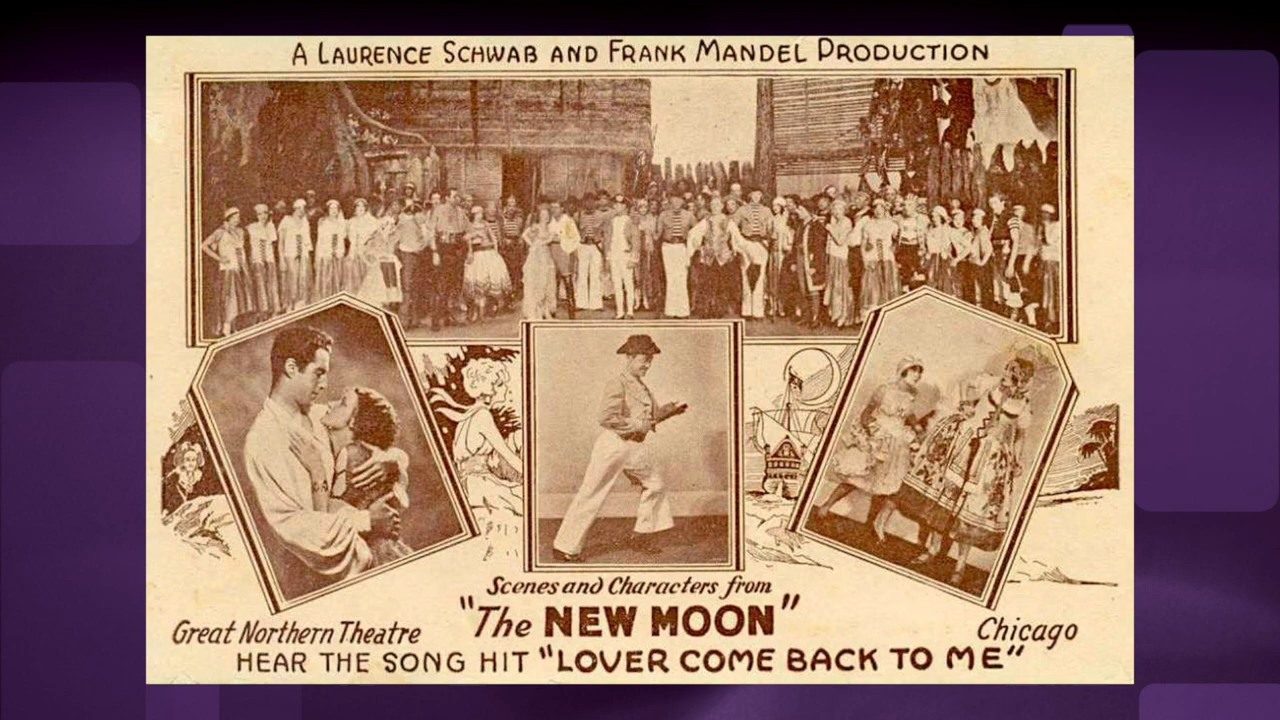 A LAURENCE SCHWAB AND FRANK MANDEL PRODUCTION
Scenes and Characters from
"The NEW MOON"
Great Northern Theatre
Chicago
HEAR THE SONG HIT "LOVER COME BACK TO ME"